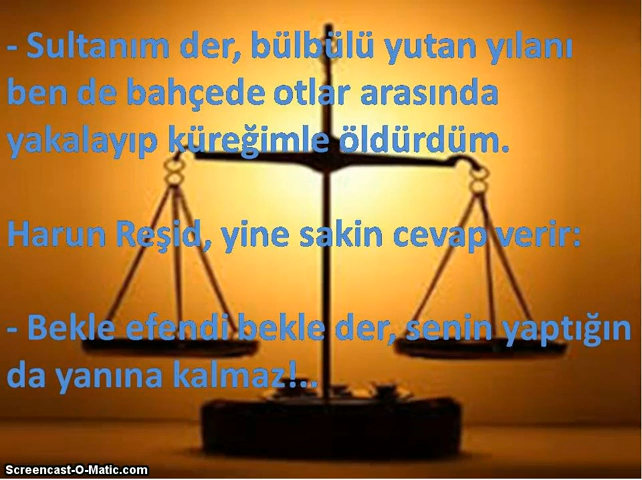 - Sultanım der, bülbülü yutan yılanı
ben de bahçede otlar arasında
yakalayıp küreğimle öldürdüm.
Harun Reşid, yine sakin cevap verir:
- Bekle efendi bekle der, senin yaptığın
da yanına kalmaz!..
Screencast-O-Matic.com